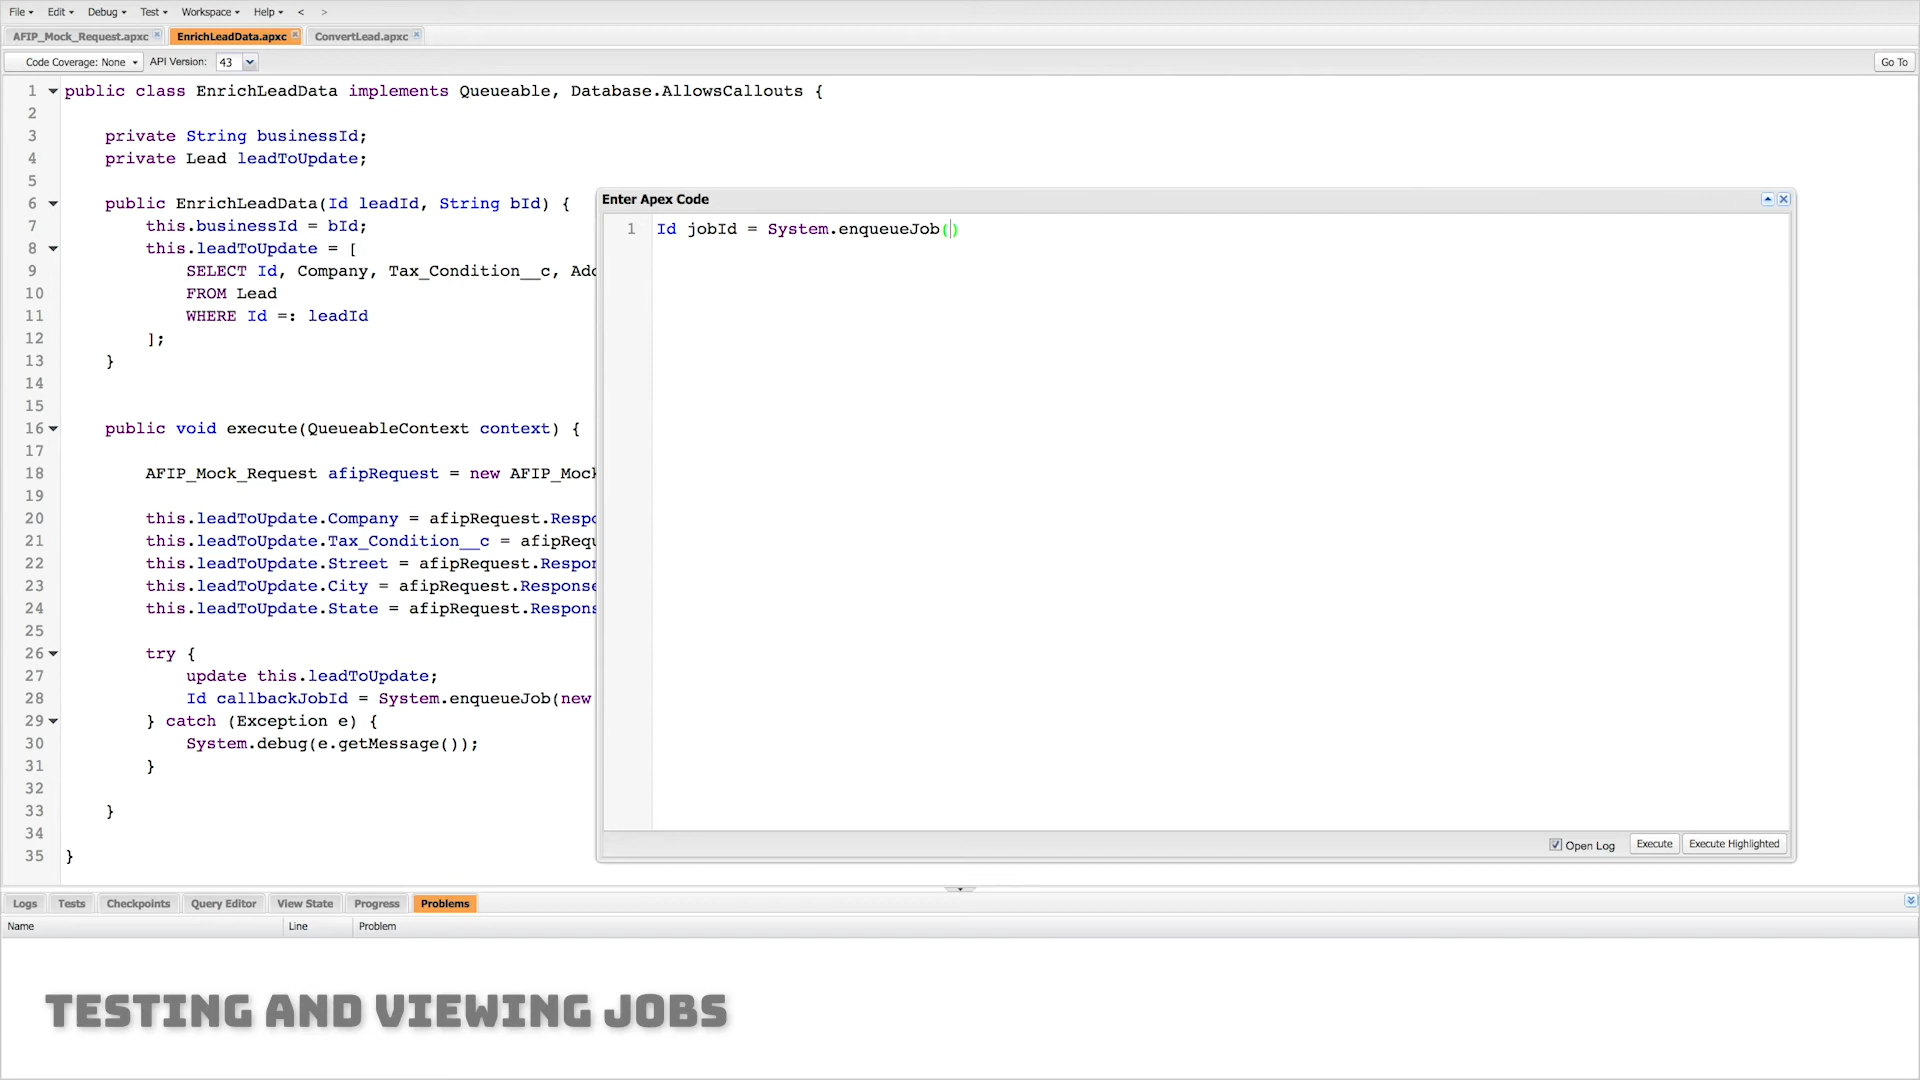 File Edit Debug Test Workspace Help < >
AFIP_Mock_Request.apxc EnrichLeadData.apxc ConvertLead.apxc
Code Coverage: None API Version: 43 Go To
1 public class EnrichLeadData implements Queueable, Database.AllowsCallouts {
2
3 private String businessId;
4 private Lead leadToUpdate;
5
6 public EnrichLeadData(Id leadId, String bId) {
7 this.businessId = bId;
8 this.leadToUpdate = [
9 SELECT Id, Company, Tax_Condition__c, Add
10 FROM Lead
11 WHERE Id =: leadId
12 ];
13 }
14
15
16 public void execute(QueueableContext context) {
17
18 AFIP_Mock_Request afipRequest = new AFIP_Mock
19
20 this.leadToUpdate.Company = afipRequest.Respo
21 this.leadToUpdate.Tax_Condition__c = afipRequ
22 this.leadToUpdate.Street = afipRequest.Respon
23 this.leadToUpdate.City = afipRequest.Response
24 this.leadToUpdate.State = afipRequest.Respons
25
26 try {
27 update this.leadToUpdate;
28 Id callbackJobId = System.enqueueJob(new
29 } catch (Exception e) {
30 System.debug(e.getMessage());
31 }
32
33 }
34
35 }
Enter Apex Code
1 Id jobId = System.enqueueJob()
Open Log Execute Execute Highlighted
Logs Tests Checkpoints Query Editor View State Progress Problems
Name Line Problem
TESTING AND VIEWING JOBS